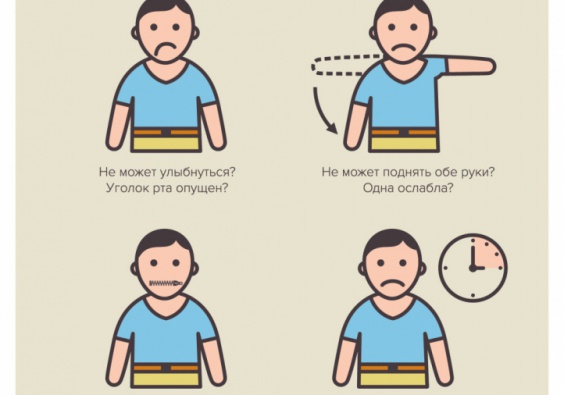 Не может улыбнуться?
Уголок рта опущен?
Не может поднять обе руки?
Одна ослабла?